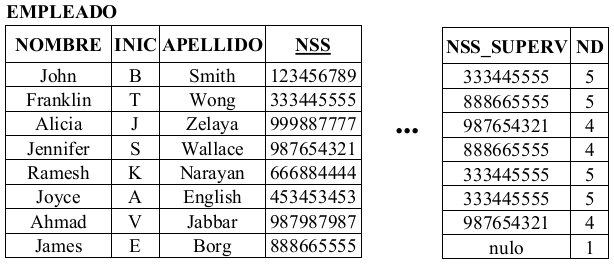 EMPLEADO
NOMBRE INIC APELLIDO NSS NSS_SUPERV ND
John B Smith 123456789 333445555 5
Franklin T Wong 333445555 888665555 5
Alicia J Zelaya 999887777 ... 987654321 4
Jennifer S Wallace 987654321 888665555 4
Ramesh K Narayan 666884444 333445555 5
Joyce A English 453453453 333445555 5
Ahmad V Jabbar 987987987 987654321 4
James E Borg 888665555 nulo 1